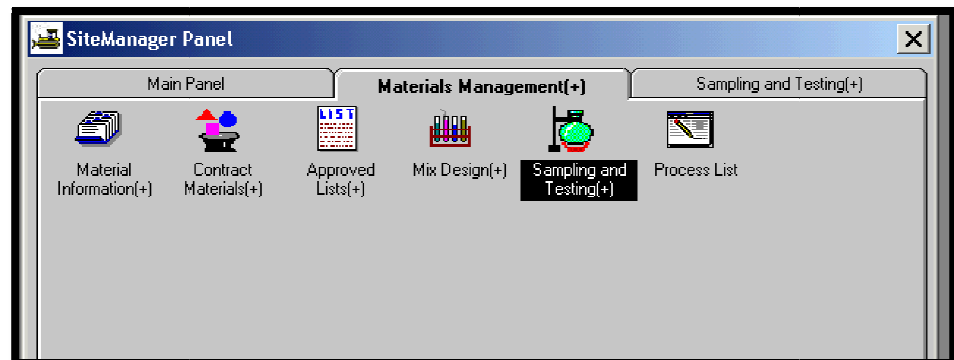 SiteManager Panel
Main Panel
Materials Management(+)
Sampling and Testing(+)
LIST
Material
Information(+)
Contract
Materials(+)
Approved
Lists(+)
Mix Design(+)
Sampling and
Testing(+)
Process List